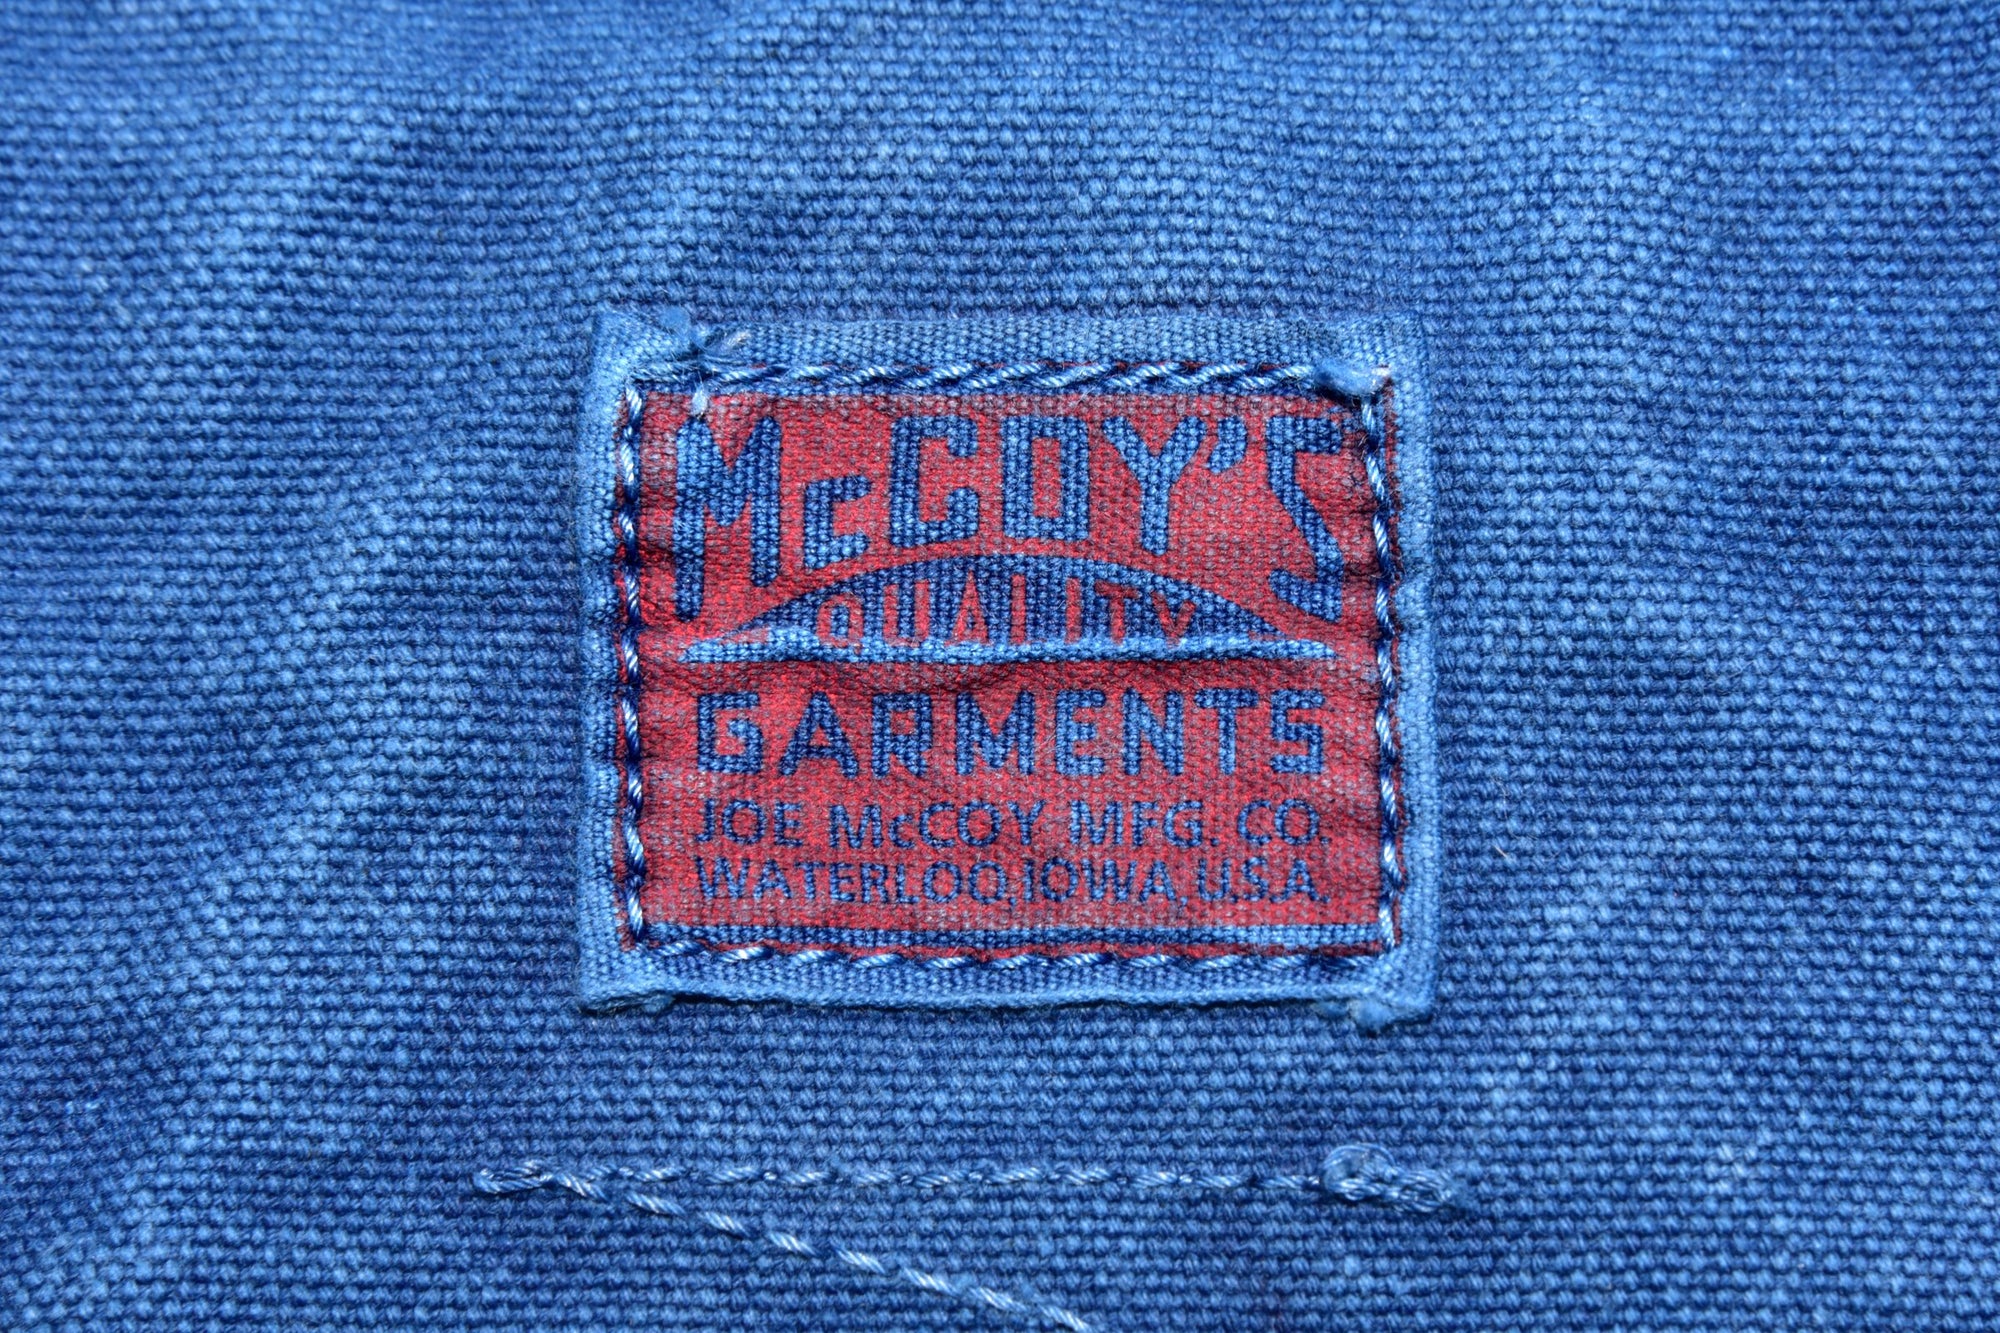 McCOY'S
QUALITY
GARMENTS
JOE McCOY MFG. CO.
WATERLOO, IOWA, U.S.A.